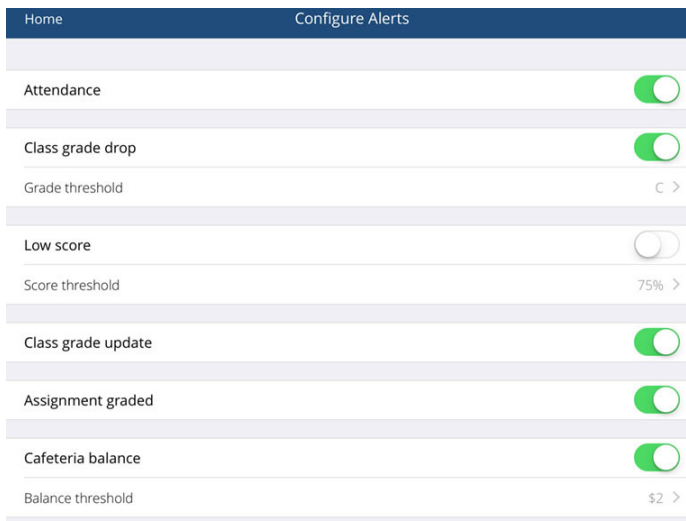 Home Configure Alerts
Attendance
Class grade drop
Grade threshold C
Low score
Score threshold 75%
Class grade update
Assignment graded
Cafeteria balance
Balance threshold $2